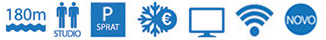 180m
STUDIO
P
SPRAT
€
NOVO